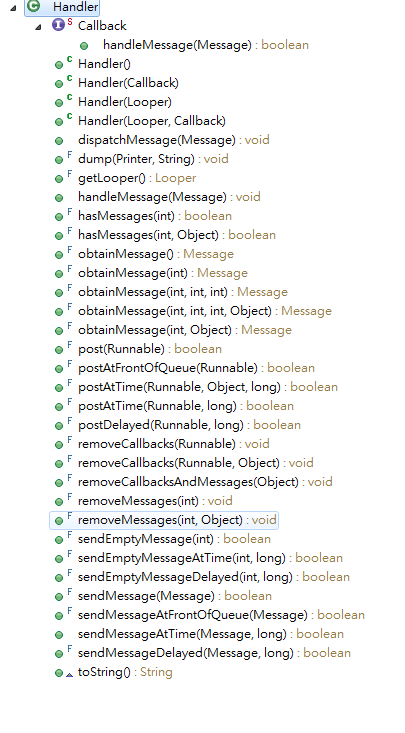 Handler
Callback
handleMessage(Message) : boolean
Handler()
Handler(Callback)
Handler(Looper)
Handler(Looper, Callback)
dispatchMessage(Message) : void
dump(Printer, String) : void
getLooper() : Looper
handleMessage(Message) : void
hasMessages(int) : boolean
hasMessages(int, Object) : boolean
obtainMessage() : Message
obtainMessage(int) : Message
obtainMessage(int, int, int) : Message
obtainMessage(int, int, int, Object) : Message
obtainMessage(int, Object) : Message
post(Runnable) : boolean
postAtFrontOfQueue(Runnable) : boolean
postAtTime(Runnable, Object, long) : boolean
postAtTime(Runnable, long) : boolean
postDelayed(Runnable, long) : boolean
removeCallbacks(Runnable) : void
removeCallbacks(Runnable, Object) : void
removeCallbacksAndMessages(Object) : void
removeMessages(int) : void
removeMessages(int, Object) : void
sendEmptyMessage(int) : boolean
sendEmptyMessageAtTime(int, long) : boolean
sendEmptyMessageDelayed(int, long) : boolean
sendMessage(Message) : boolean
sendMessageAtFrontOfQueue(Message) : boolean
sendMessageAtTime(Message, long) : boolean
sendMessageDelayed(Message, long) : boolean
toString() : String